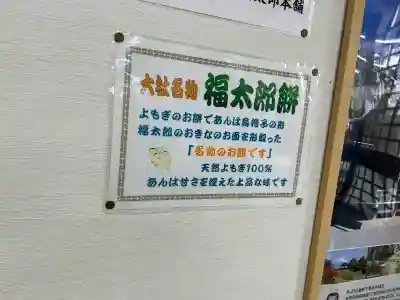 本舗
大社名物 福太郎餅
よもぎのお餅であんは烏帽子の形
福太郎のおきなのお面を形取った
「名物のお餅です」
天然よもぎ100%
あんは甘さを控えた上品な味です